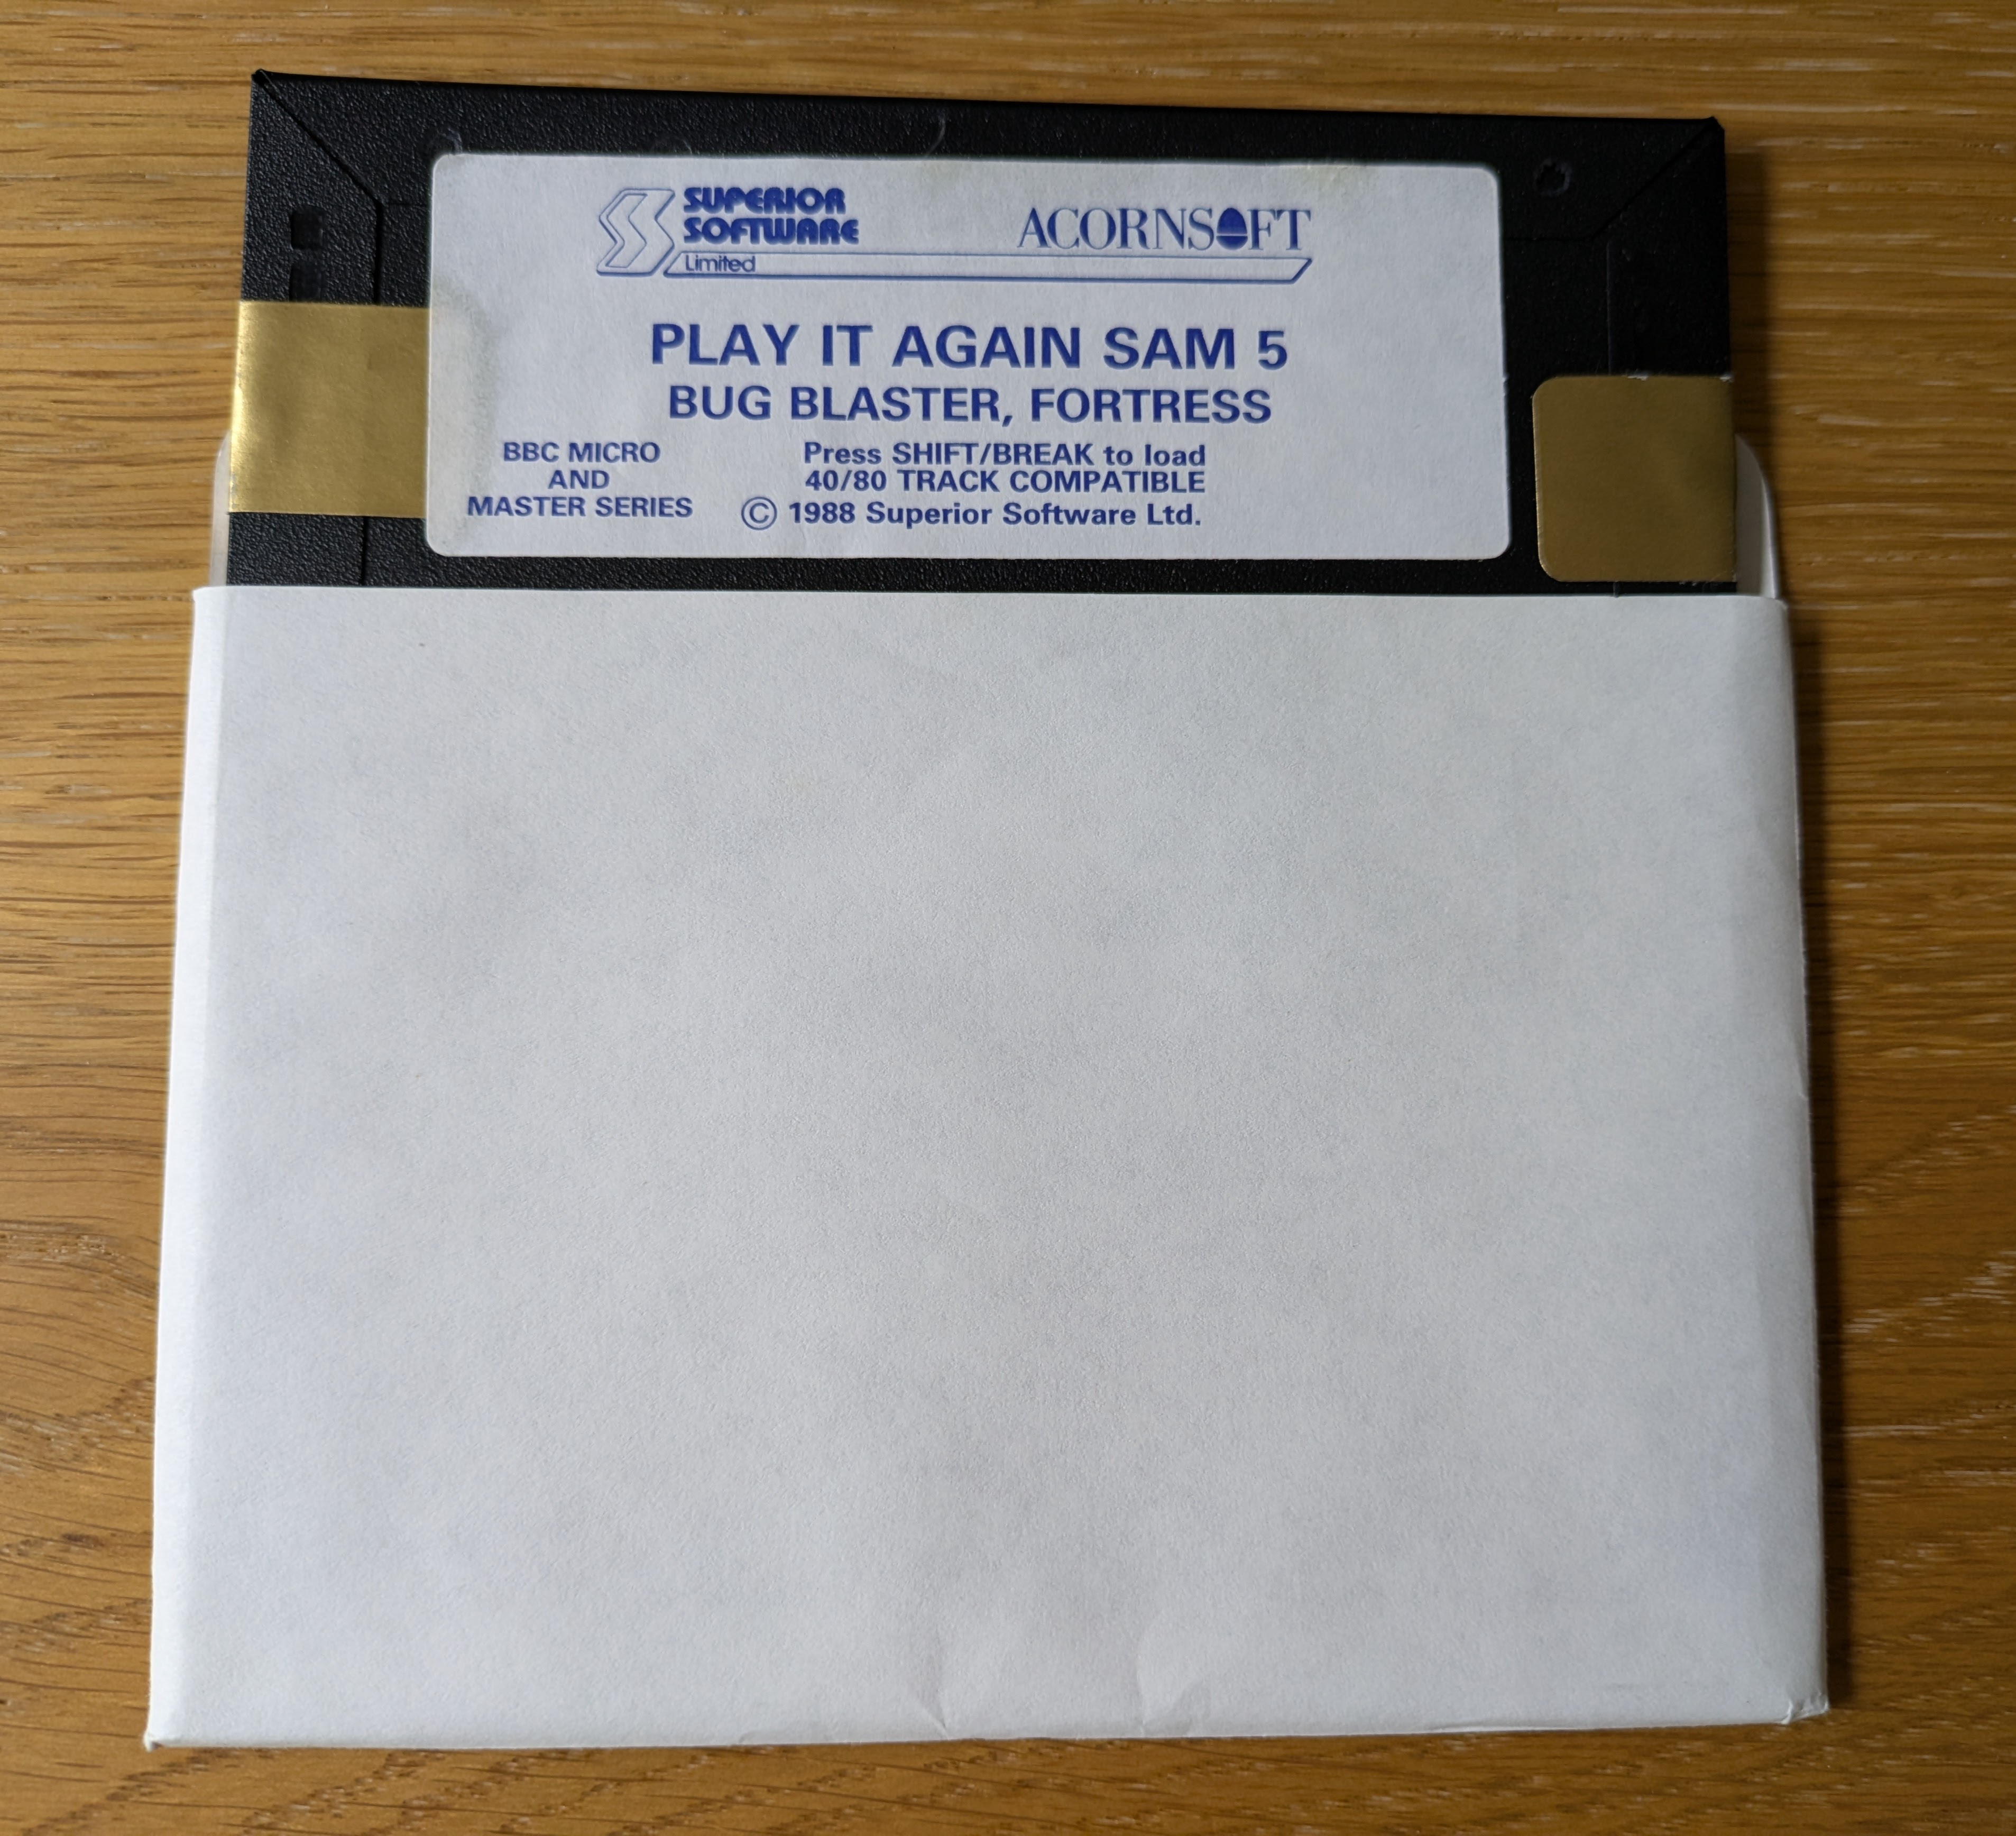 SUPERIOR
SOFTWARE
Limited
ACORNSOFT
PLAY IT AGAIN SAM 5
BUG BLASTER, FORTRESS
BBC MICRO
AND
MASTER SERIES
Press SHIFT/BREAK to load
40/80 TRACK COMPATIBLE
© 1988 Superior Software Ltd.